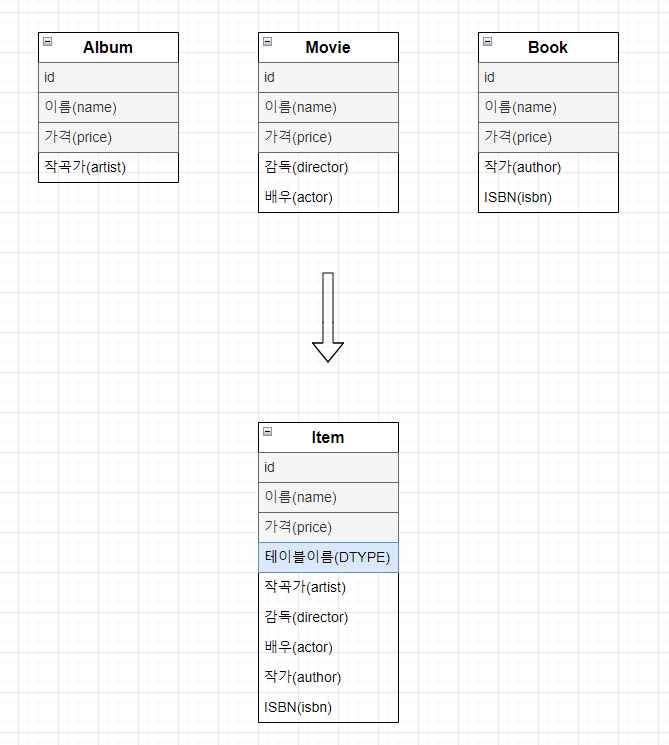 Album
id
이름(name)
가격(price)
작곡가(artist)
Movie
id
이름(name)
가격(price)
감독(director)
배우(actor)
Book
id
이름(name)
가격(price)
작가(author)
ISBN(isbn)
Item
id
이름(name)
가격(price)
테이블이름(DTYPE)
작곡가(artist)
감독(director)
배우(actor)
작가(author)
ISBN(isbn)